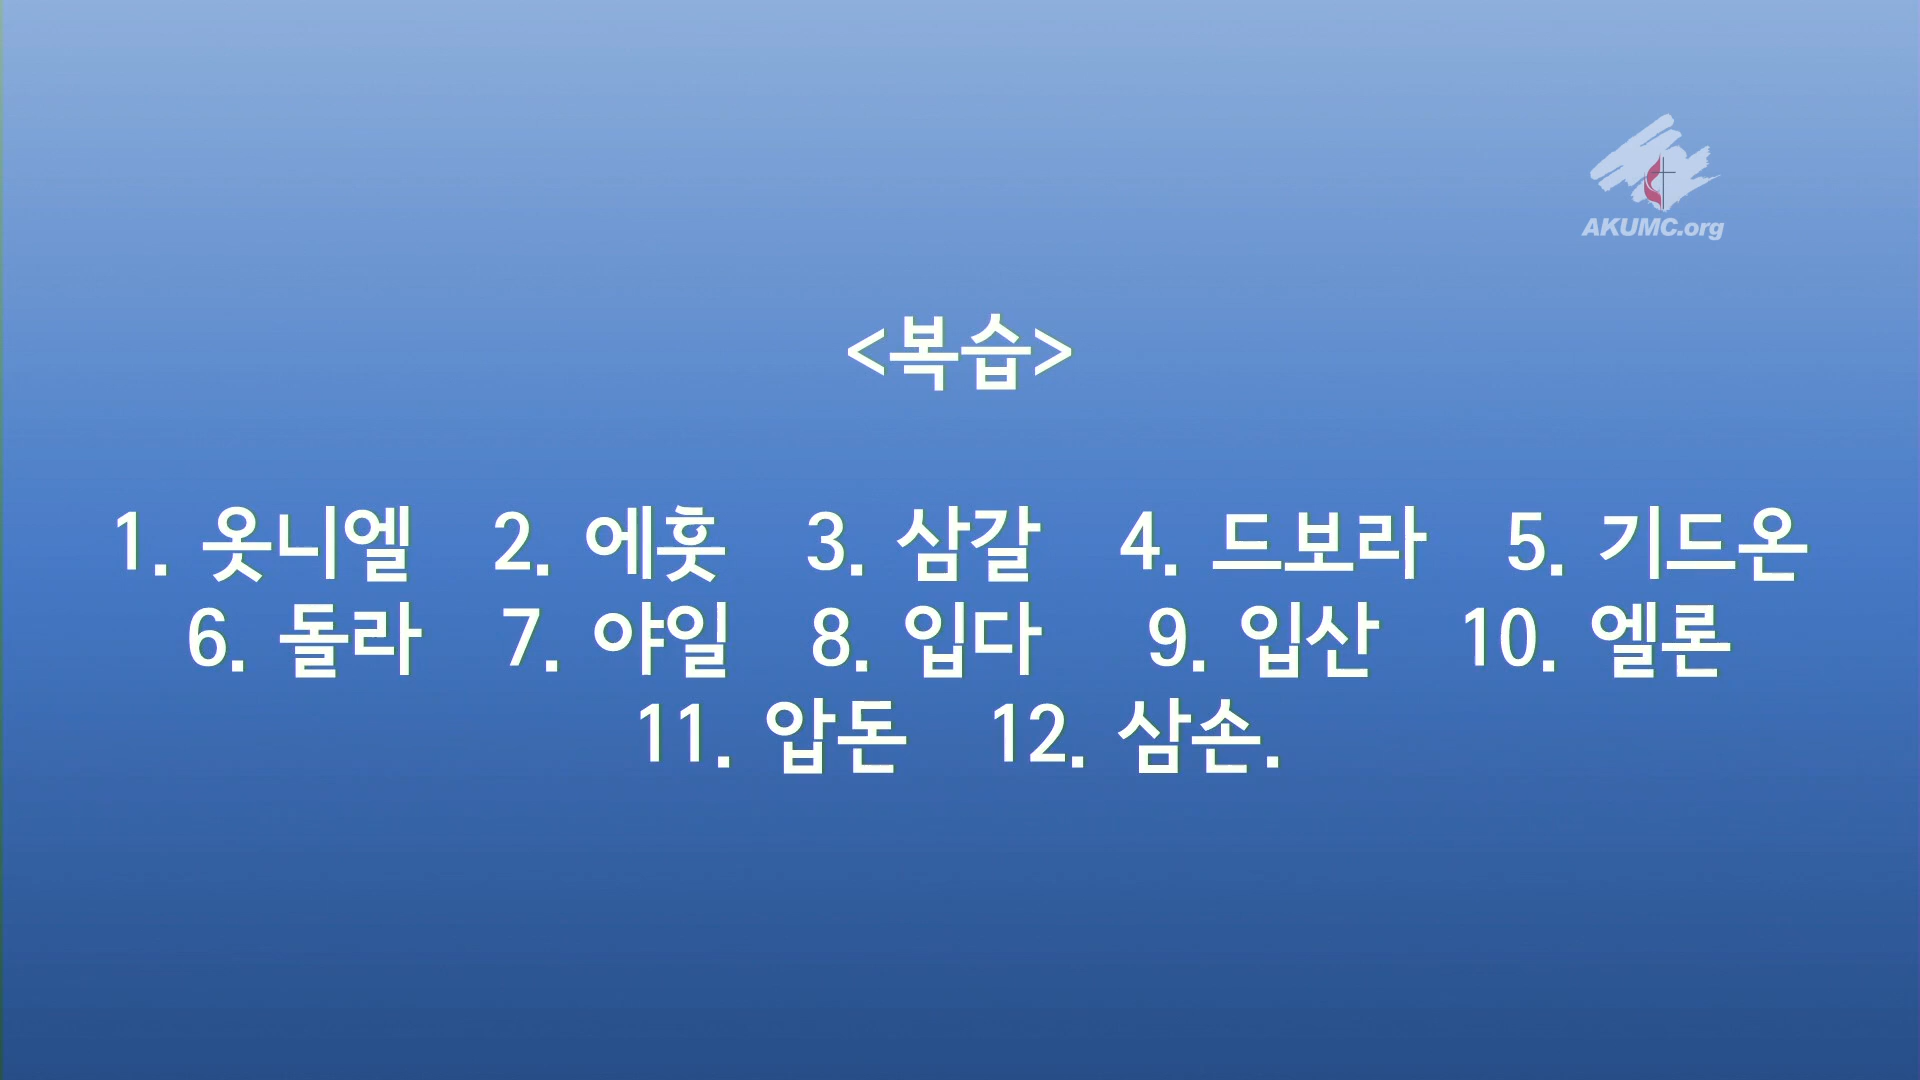 AKUMC.org
<복습>
1. 옷니엘 2. 에훗 3. 삼갈 4. 드보라 5. 기드온
6. 돌라 7. 야일 8. 입다 9. 입산 10. 엘론
11. 압돈 12. 삼손.